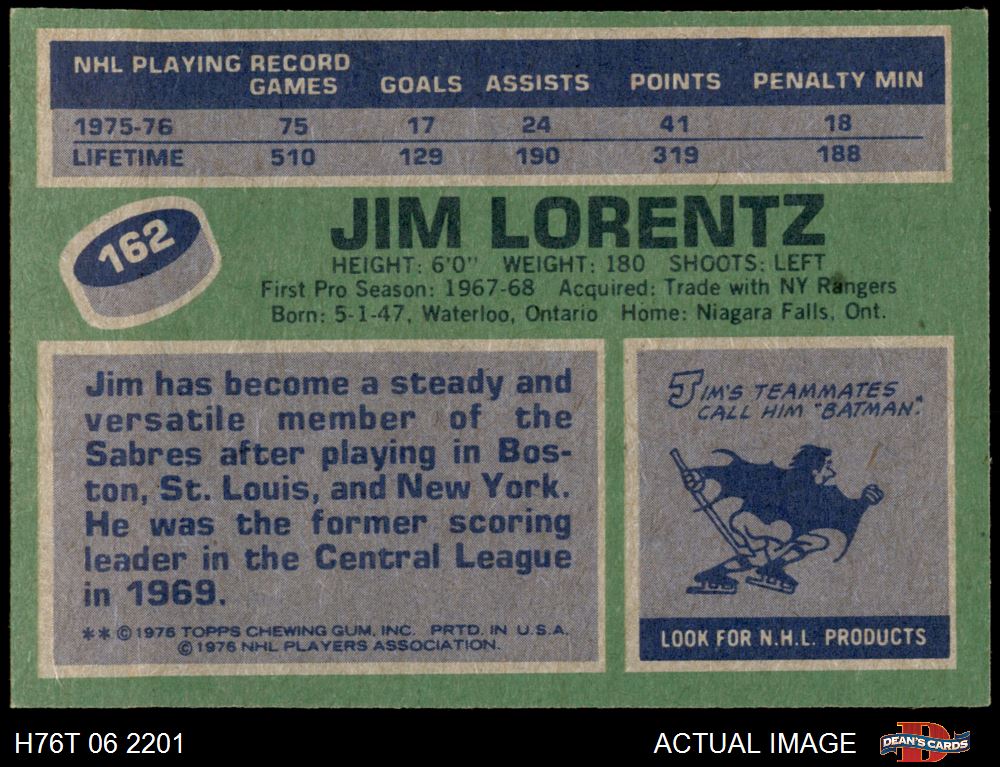 NHL PLAYING RECORD
GAMES GOALS ASSISTS POINTS PENALTY MIN
1975-76 75 17 24 41 18
LIFETIME 510 129 190 319 188
162
JIM LORENTZ
HEIGHT: 6'0" WEIGHT: 180 SHOOTS: LEFT
First Pro Season: 1967-68 Acquired: Trade with NY Rangers
Born: 5-1-47, Waterloo, Ontario Home: Niagara Falls, Ont.
Jim has become a steady and
versatile member of the
Sabres after playing in Bos-
ton, St. Louis, and New York.
He was the former scoring
leader in the Central League
in 1969.
**©1976 TOPPS CHEWING GUM, INC. PRTD. IN U.S.A.
©1976 NHL PLAYERS ASSOCIATION.
JIM'S TEAMMATES
CALL HIM "BATMAN."
LOOK FOR N.H.L. PRODUCTS
H76T 06 2201
ACTUAL IMAGE
D
DEAN'S CARDS